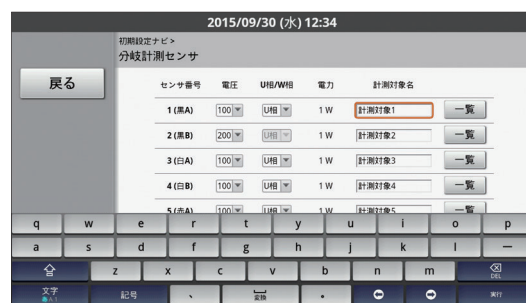 2015/09/30 (水) 12:34
初期設定ナビ>
分岐計測センサ
戻る
センサ番号 電圧 U相/W相 電力 計測対象名
1 (黒A) 100 U相 1 W 計測対象1 一覧
2 (黒B) 200 U相 1 W 計測対象2 一覧
3 (白A) 100 U相 1 W 計測対象3 一覧
4 (白B) 100 U相 1 W 計測対象4 一覧
5 (赤A) 100 U相 1 W 計測対象5 一覧
q w e r t y u i o p
a s d f g h j k l ー
z x c v b n m DEL
文字 記号 、 変換 。 実行